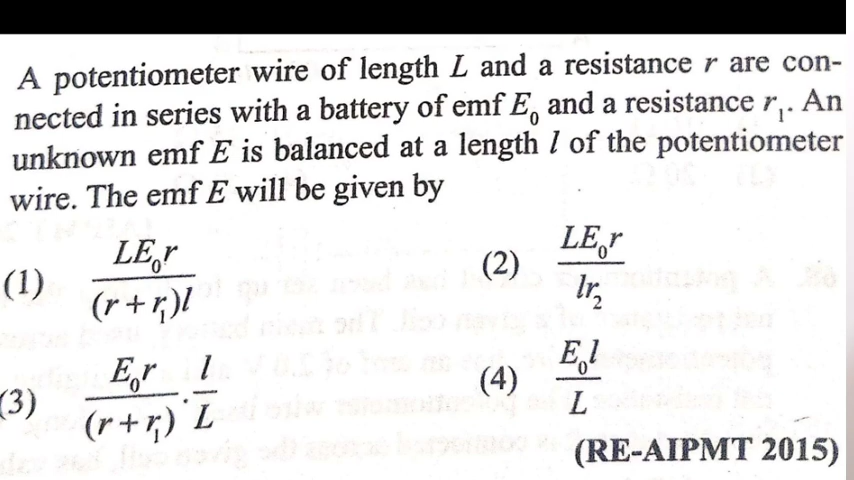 A potentiometer wire of length L and a resistance r are con-
nected in series with a battery of emf E₀ and a resistance r₁. An
unknown emf E is balanced at a length l of the potentiometer
wire. The emf E will be given by
(1) LE₀r / (r + r₁)l (2) LE₀r / lr₂
(3) E₀r / (r + r₁) · l / L (4) E₀l / L
(RE-AIPMT 2015)